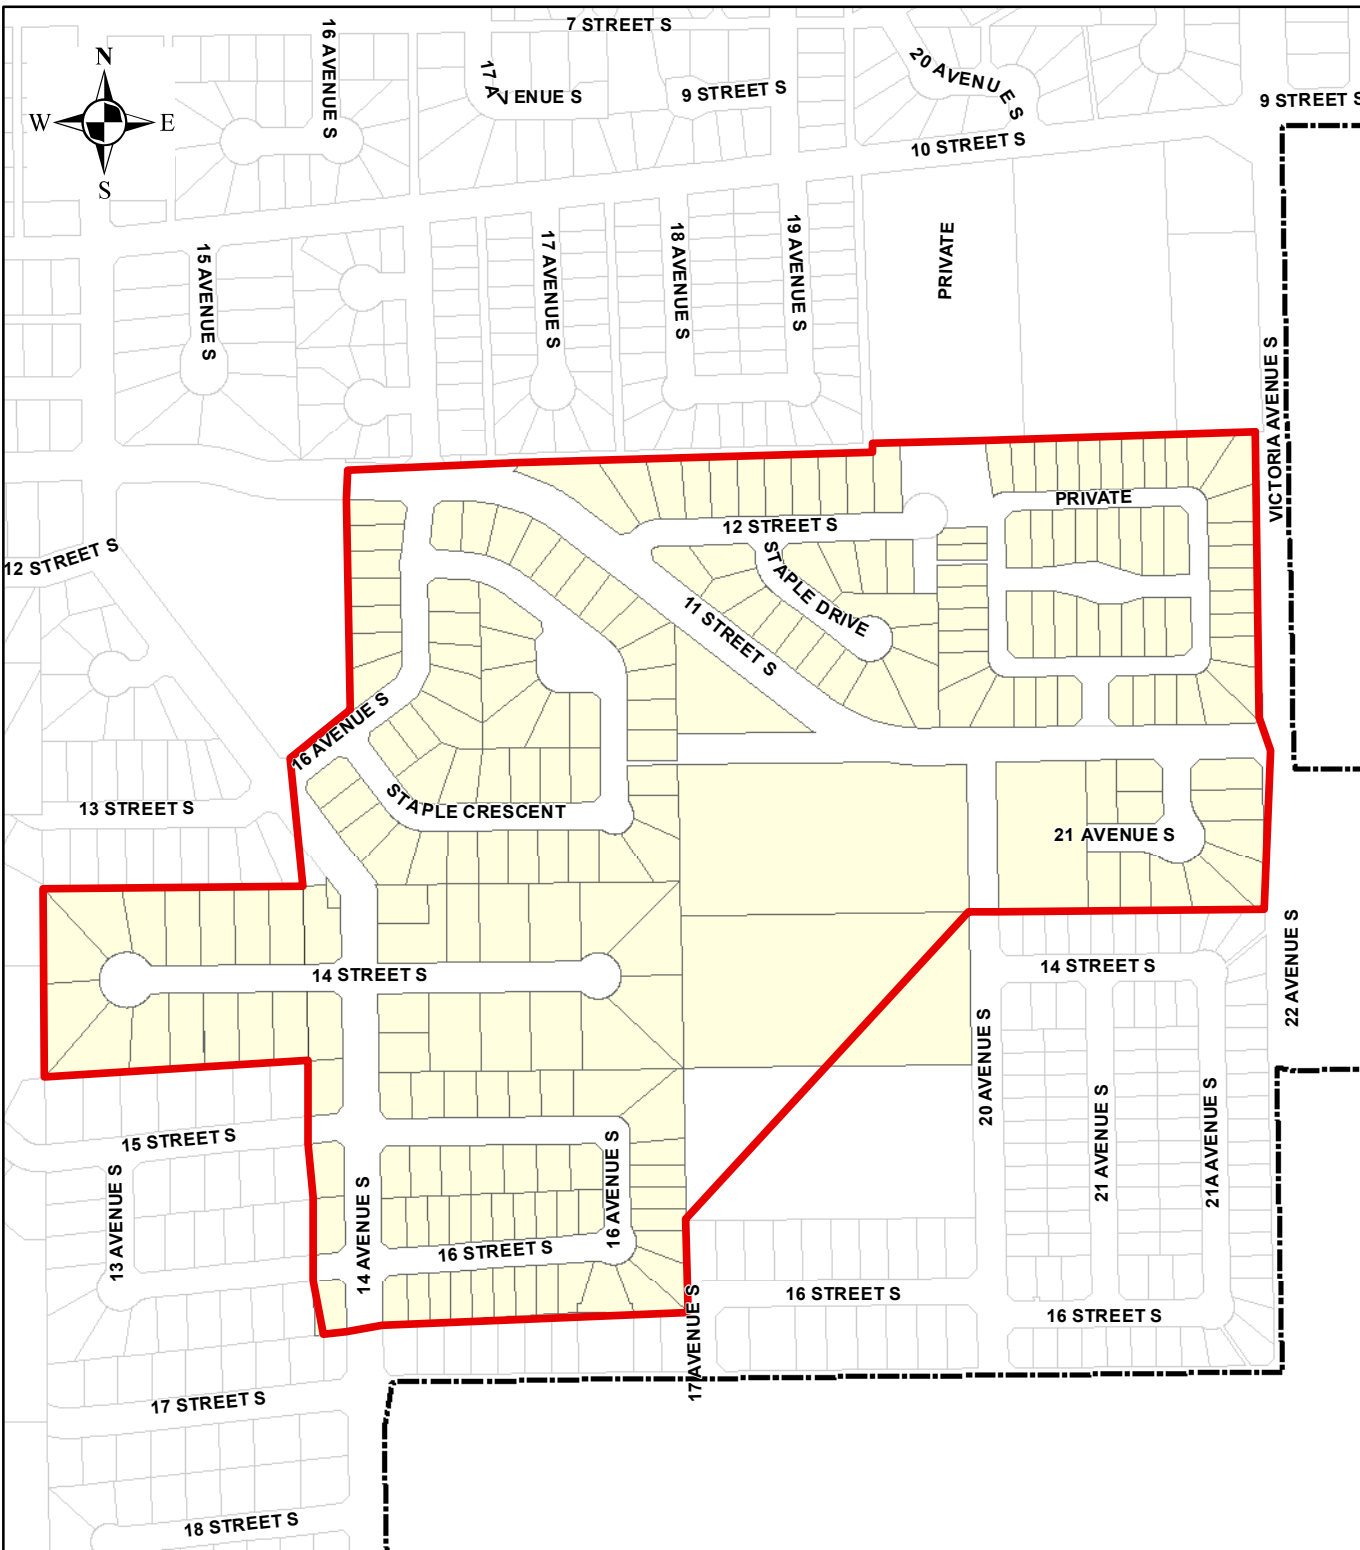 7 STREET S
16 AVENUE S
17 AVENUE S
9 STREET S
20 AVENUE S
9 STREET S
N
W E
S
10 STREET S
15 AVENUE S
17 AVENUE S
18 AVENUE S
19 AVENUE S
PRIVATE
VICTORIA AVENUE S
PRIVATE
12 STREET S
12 STREET S
STAPLE DRIVE
11 STREET S
16 AVENUE S
STAPLE CRESCENT
13 STREET S
21 AVENUE S
14 STREET S
14 STREET S
22 AVENUE S
20 AVENUE S
21 AVENUE S
21A AVENUE S
15 STREET S
13 AVENUE S
14 AVENUE S
16 AVENUE S
16 STREET S
16 STREET S
16 STREET S
17 AVENUE S
17 STREET S
18 STREET S